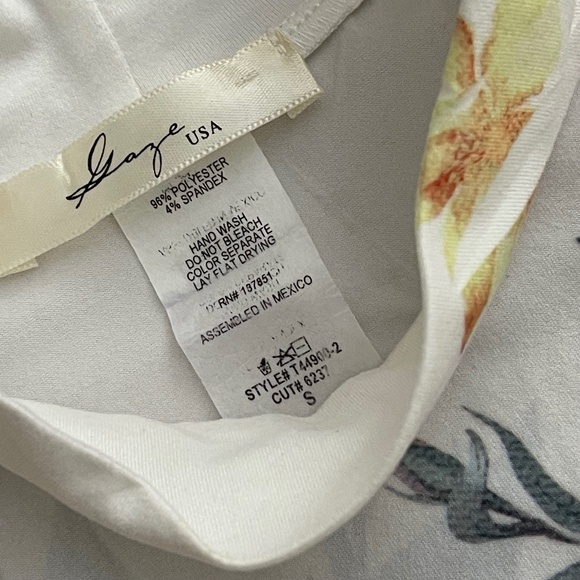 Gaze USA
96% POLYESTER
4% SPANDEX
HAND WASH
DO NOT BLEACH
COLOR SEPARATE
LAY FLAT DRYING
ASSEMBLED IN MEXICO
STYLE# T44900-2
CUT# 6237
S